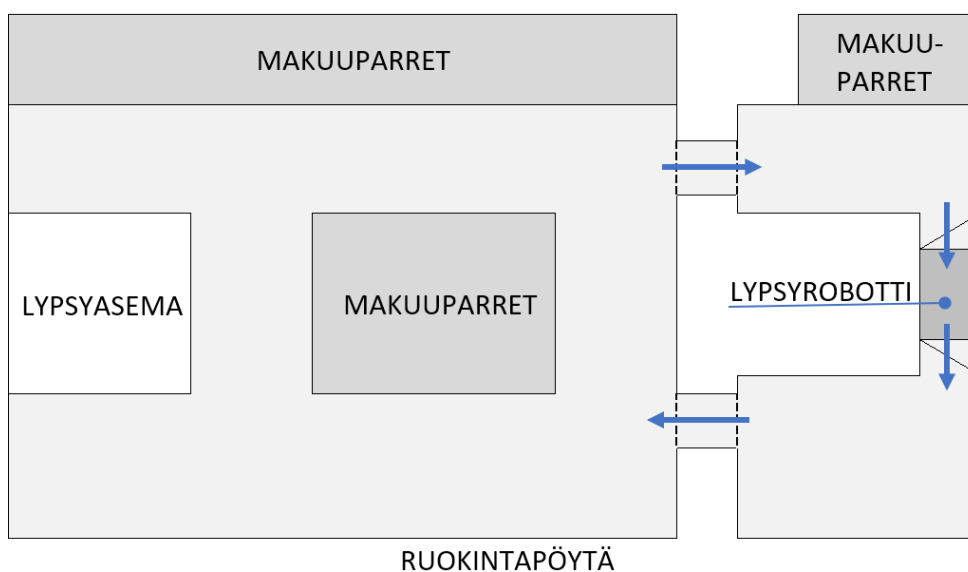 MAKUUPARRET
MAKUU-
PARRET
LYPSYASEMA
MAKUUPARRET
LYPSYROBOTTI
RUOKINTAPÖYTÄ